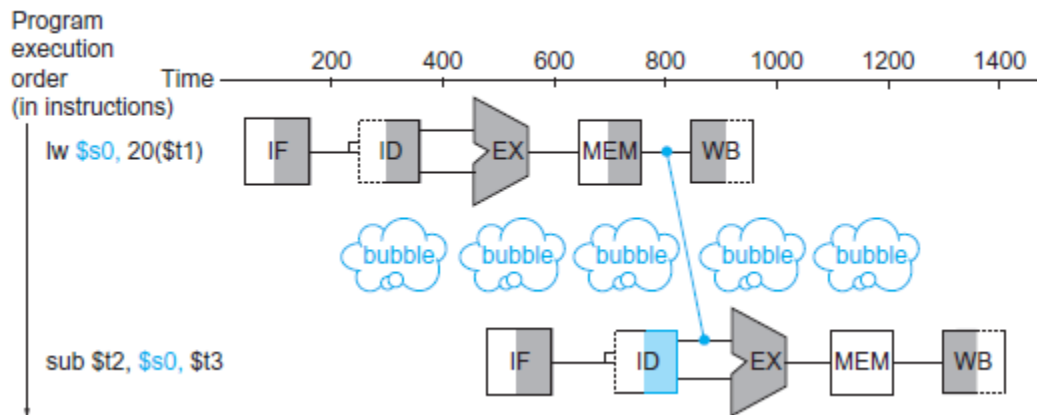 Program
execution
order
(in instructions)
Time
200 400 600 800 1000 1200 1400
lw $s0, 20($t1)
IF ID EX MEM WB
bubble bubble bubble bubble bubble
sub $t2, $s0, $t3
IF ID EX MEM WB